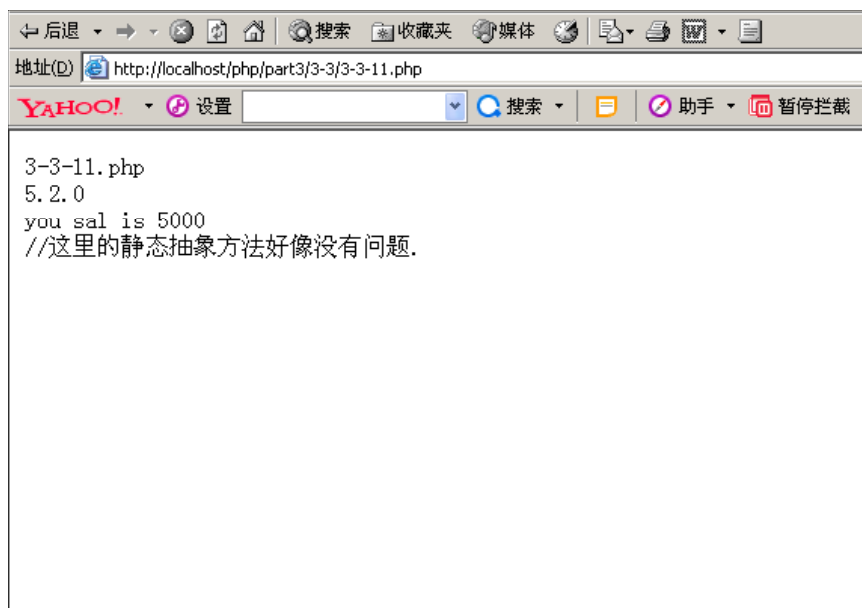 后退 搜索 收藏夹 媒体
地址(D) http://localhost/php/part3/3-3/3-3-11.php
YAHOO! 设置 搜索 助手 暂停拦截
3-3-11.php
5.2.0
you sal is 5000
//这里的静态抽象方法好像没有问题.